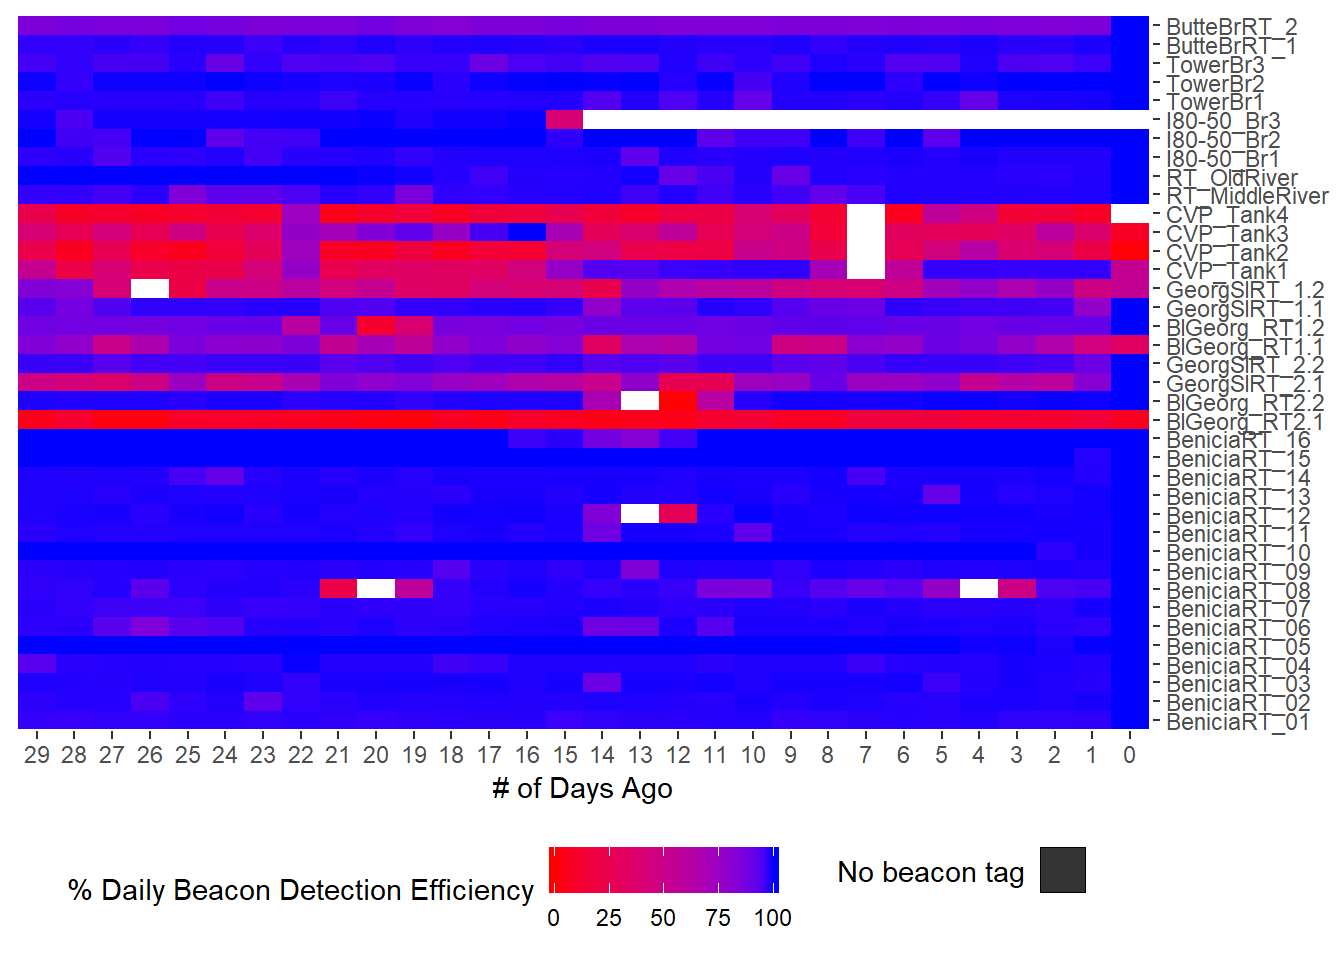 ButteBrRT_2
ButteBrRT_1
TowerBr3
TowerBr2
TowerBr1
I80-50_Br3
I80-50_Br2
I80-50_Br1
RT_OldRiver
RT_MiddleRiver
CVP_Tank4
CVP_Tank3
CVP_Tank2
CVP_Tank1
GeorgSlRT_1.2
GeorgSlRT_1.1
BlGeorg_RT1.2
BlGeorg_RT1.1
GeorgSlRT_2.2
GeorgSlRT_2.1
BlGeorg_RT2.2
BlGeorg_RT2.1
BeniciaRT_16
BeniciaRT_15
BeniciaRT_14
BeniciaRT_13
BeniciaRT_12
BeniciaRT_11
BeniciaRT_10
BeniciaRT_09
BeniciaRT_08
BeniciaRT_07
BeniciaRT_06
BeniciaRT_05
BeniciaRT_04
BeniciaRT_03
BeniciaRT_02
BeniciaRT_01
29 28 27 26 25 24 23 22 21 20 19 18 17 16 15 14 13 12 11 10 9 8 7 6 5 4 3 2 1 0
# of Days Ago
% Daily Beacon Detection Efficiency
0 25 50 75 100
No beacon tag